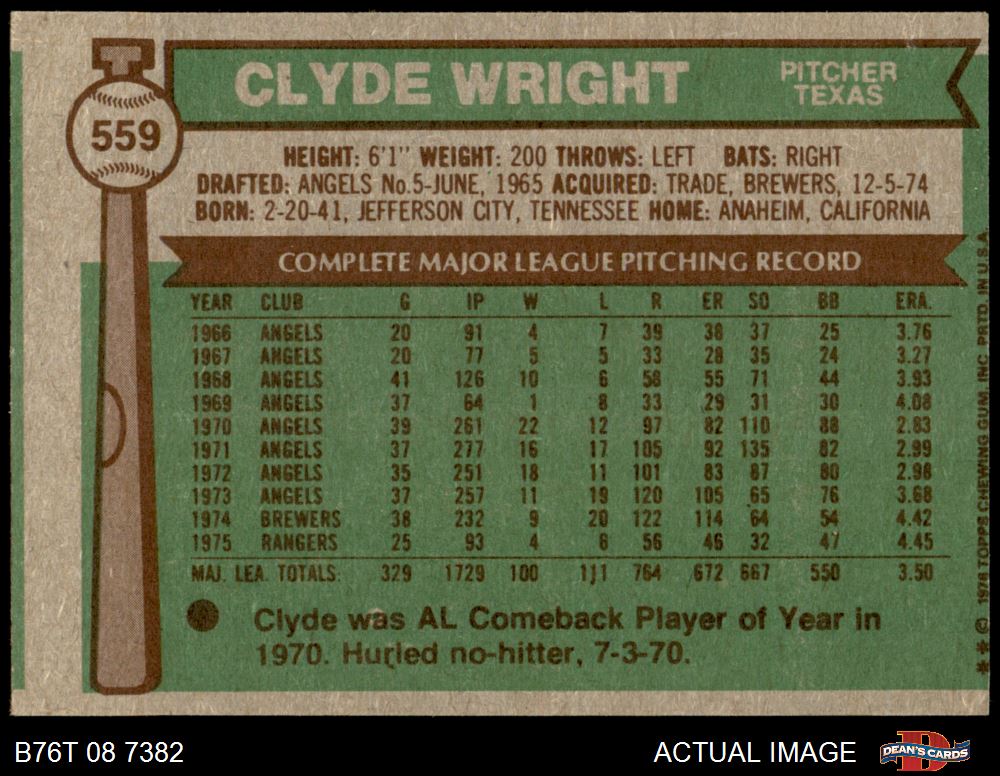 CLYDE WRIGHT
PITCHER
TEXAS
559
HEIGHT: 6'1" WEIGHT: 200 THROWS: LEFT BATS: RIGHT
DRAFTED: ANGELS No.5-JUNE, 1965 ACQUIRED: TRADE, BREWERS, 12-5-74
BORN: 2-20-41, JEFFERSON CITY, TENNESSEE HOME: ANAHEIM, CALIFORNIA
COMPLETE MAJOR LEAGUE PITCHING RECORD
YEAR CLUB G IP W L R ER SO BB ERA.
1966 ANGELS 20 91 4 7 39 38 37 25 3.76
1967 ANGELS 20 77 5 5 33 28 35 24 3.27
1968 ANGELS 41 126 10 6 58 55 71 44 3.93
1969 ANGELS 37 64 1 8 33 29 31 30 4.08
1970 ANGELS 39 261 22 12 97 82 110 88 2.83
1971 ANGELS 37 277 16 17 105 92 135 82 2.99
1972 ANGELS 35 251 18 11 101 83 87 80 2.98
1973 ANGELS 37 257 11 19 120 105 65 76 3.68
1974 BREWERS 38 232 9 20 122 114 64 54 4.42
1975 RANGERS 25 93 4 6 56 46 32 47 4.45
MAJ. LEA. TOTALS: 329 1729 100 111 764 672 667 550 3.50
Clyde was AL Comeback Player of Year in
1970. Hurled no-hitter, 7-3-70.
** © 1976 TOPPS CHEWING GUM, INC. PRTD. IN U.S.A.
B76T 08 7382
ACTUAL IMAGE
DEAN'S CARDS